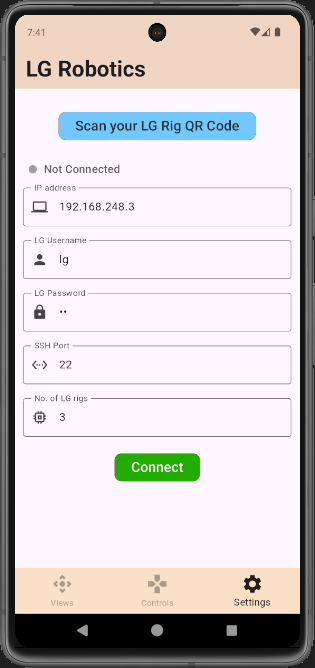 7:41
LG Robotics
Scan your LG Rig QR Code
Not Connected
IP address
192.168.248.3
LG Username
lg
LG Password
••
SSH Port
22
No. of LG rigs
3
Connect
Views
Controls
Settings